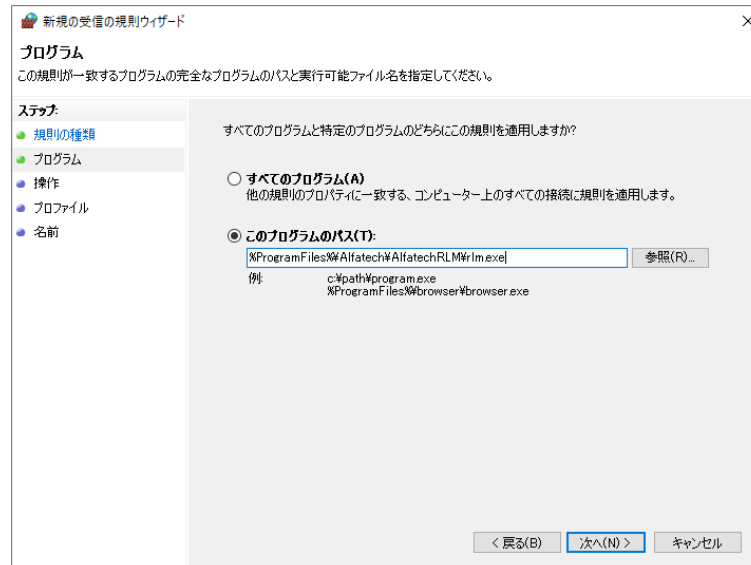 新規の受信の規則ウィザード
プログラム
この規則が一致するプログラムの完全なプログラムのパスと実行可能ファイル名を指定してください。
ステップ:
規則の種類
プログラム
操作
プロファイル
名前
すべてのプログラムと特定のプログラムのどちらにこの規則を適用しますか?
すべてのプログラム(A)
他の規則のプロパティに一致する、コンピューター上のすべての接続に規則を適用します。
このプログラムのパス(T):
%ProgramFiles%¥Alfatech¥AlfatechRLM¥rlm.exe
参照(R)...
例: c:¥path¥program.exe
%ProgramFiles%¥browser¥browser.exe
< 戻る(B) 次へ(N) > キャンセル